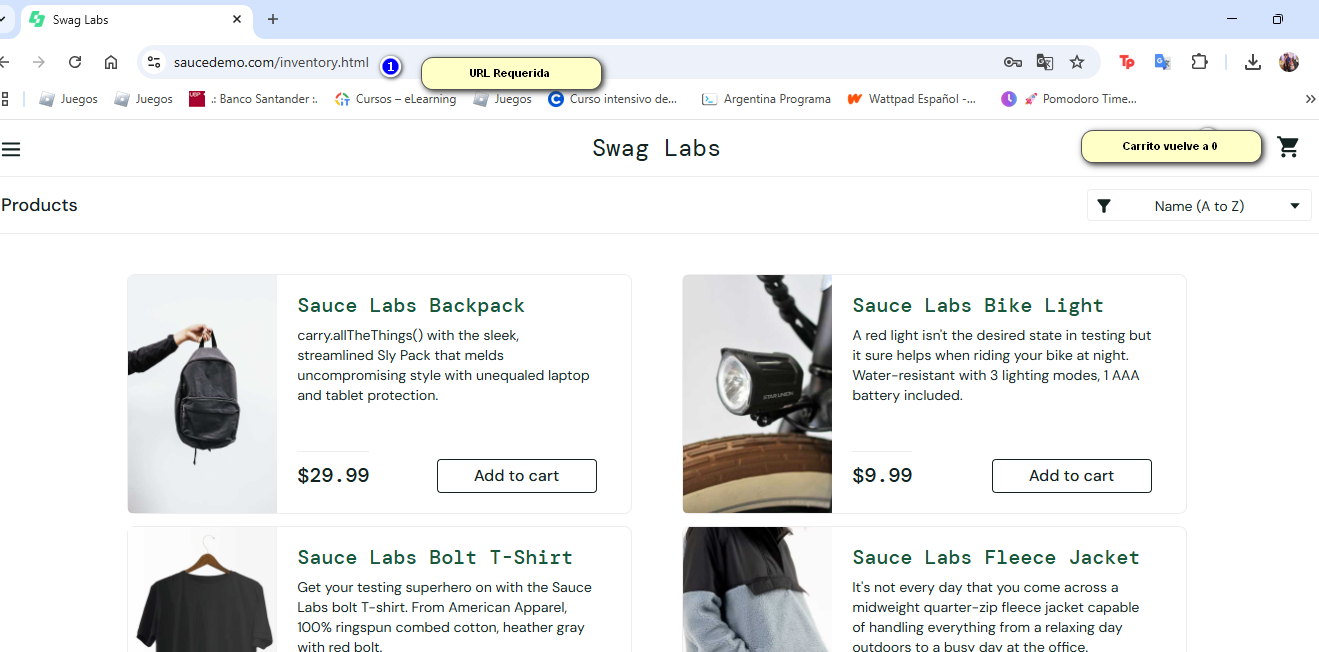 Swag Labs
saucedemo.com/inventory.html
1
URL Requerida
Juegos
Juegos
.: Banco Santander :.
Cursos – eLearning
Juegos
Curso intensivo de...
Argentina Programa
Wattpad Español -...
Pomodoro Time...
Swag Labs
Carrito vuelve a 0
Products
Name (A to Z)
Sauce Labs Backpack
carry.allTheThings() with the sleek,
streamlined Sly Pack that melds
uncompromising style with unequaled laptop
and tablet protection.
$29.99
Add to cart
Sauce Labs Bike Light
A red light isn't the desired state in testing but
it sure helps when riding your bike at night.
Water-resistant with 3 lighting modes, 1 AAA
battery included.
$9.99
Add to cart
Sauce Labs Bolt T-Shirt
Get your testing superhero on with the Sauce
Labs bolt T-shirt. From American Apparel,
100% ringspun combed cotton, heather gray
with red bolt.
Sauce Labs Fleece Jacket
It's not every day that you come across a
midweight quarter-zip fleece jacket capable
of handling everything from a relaxing day
outdoors to a busy day at the office.